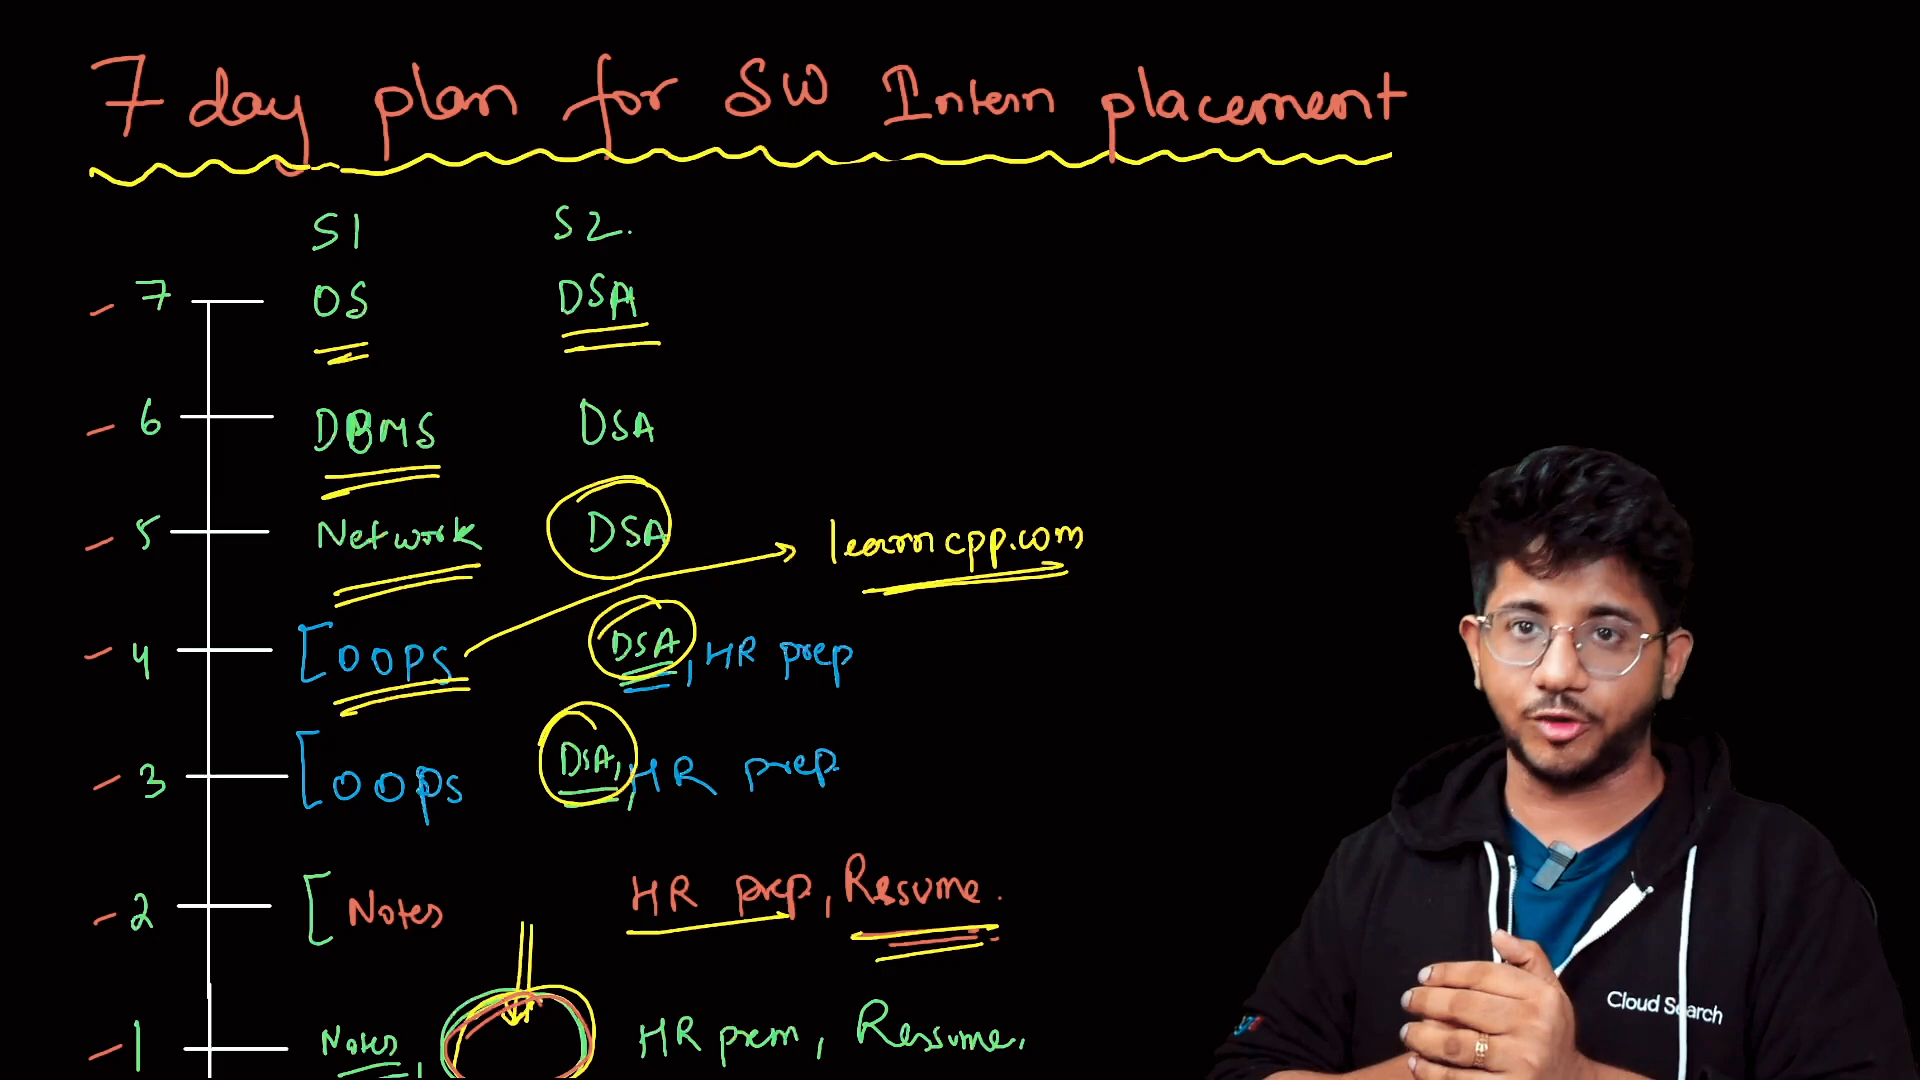 7 day plan for SW Intern placement
S1 S2.
- 7 OS DSA
- 6 DBMS DSA
- 5 Network DSA learncpp.com
- 4 [OOPS DSA, HR prep
- 3 [OOPS DSA, HR prep
- 2 [Notes HR prep, Resume.
- 1 Notes, HR prem, Ressume.
Cloud Search